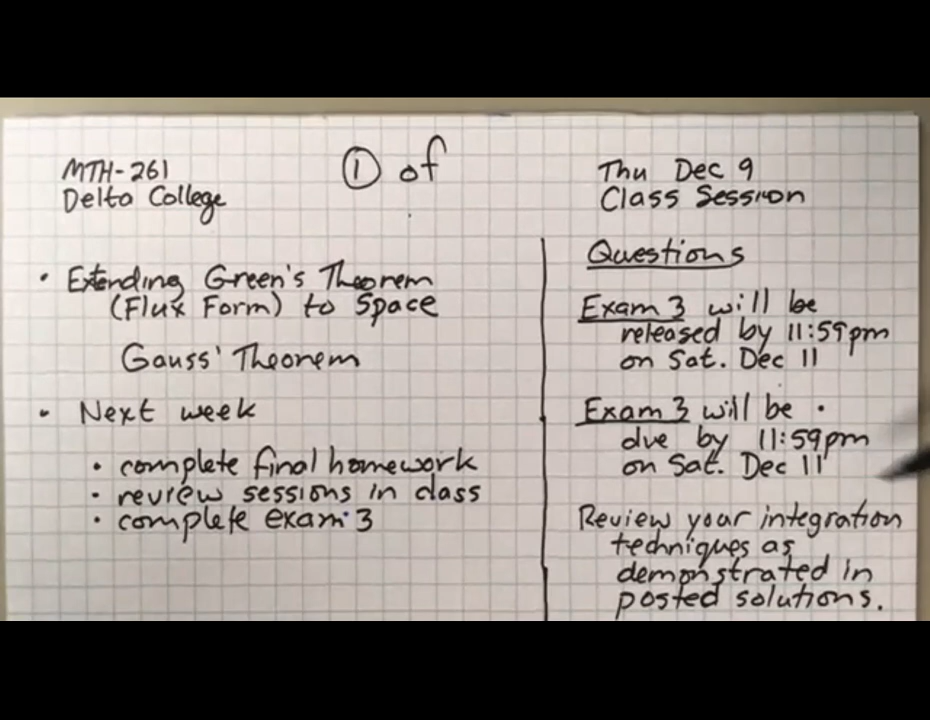 MTH-261
Delta College
① of
Thu Dec 9
Class Session
• Extending Green's Theorem
(Flux Form) to Space
Gauss' Theorem
• Next week
• complete final homework
• review sessions in class
• complete exam 3
Questions
Exam 3 will be
released by 11:59pm
on Sat. Dec 11
Exam 3 will be
due by 11:59pm
on Sat. Dec 11
Review your integration
techniques as
demonstrated in
posted solutions.